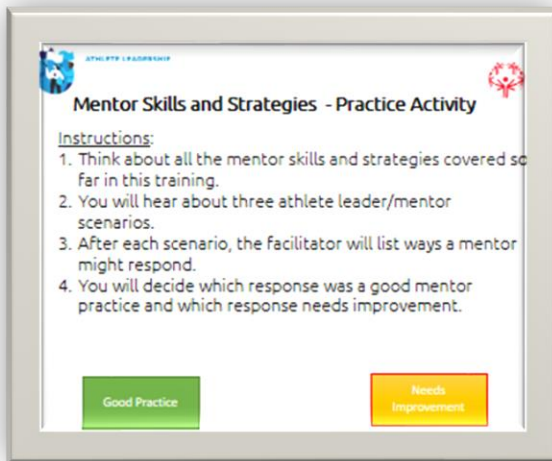 ATHLETE LEADERSHIP
Mentor Skills and Strategies - Practice Activity
Instructions:
1. Think about all the mentor skills and strategies covered so
far in this training.
2. You will hear about three athlete leader/mentor
scenarios.
3. After each scenario, the facilitator will list ways a mentor
might respond.
4. You will decide which response was a good mentor
practice and which response needs improvement.
Good Practice
Needs
Improvement